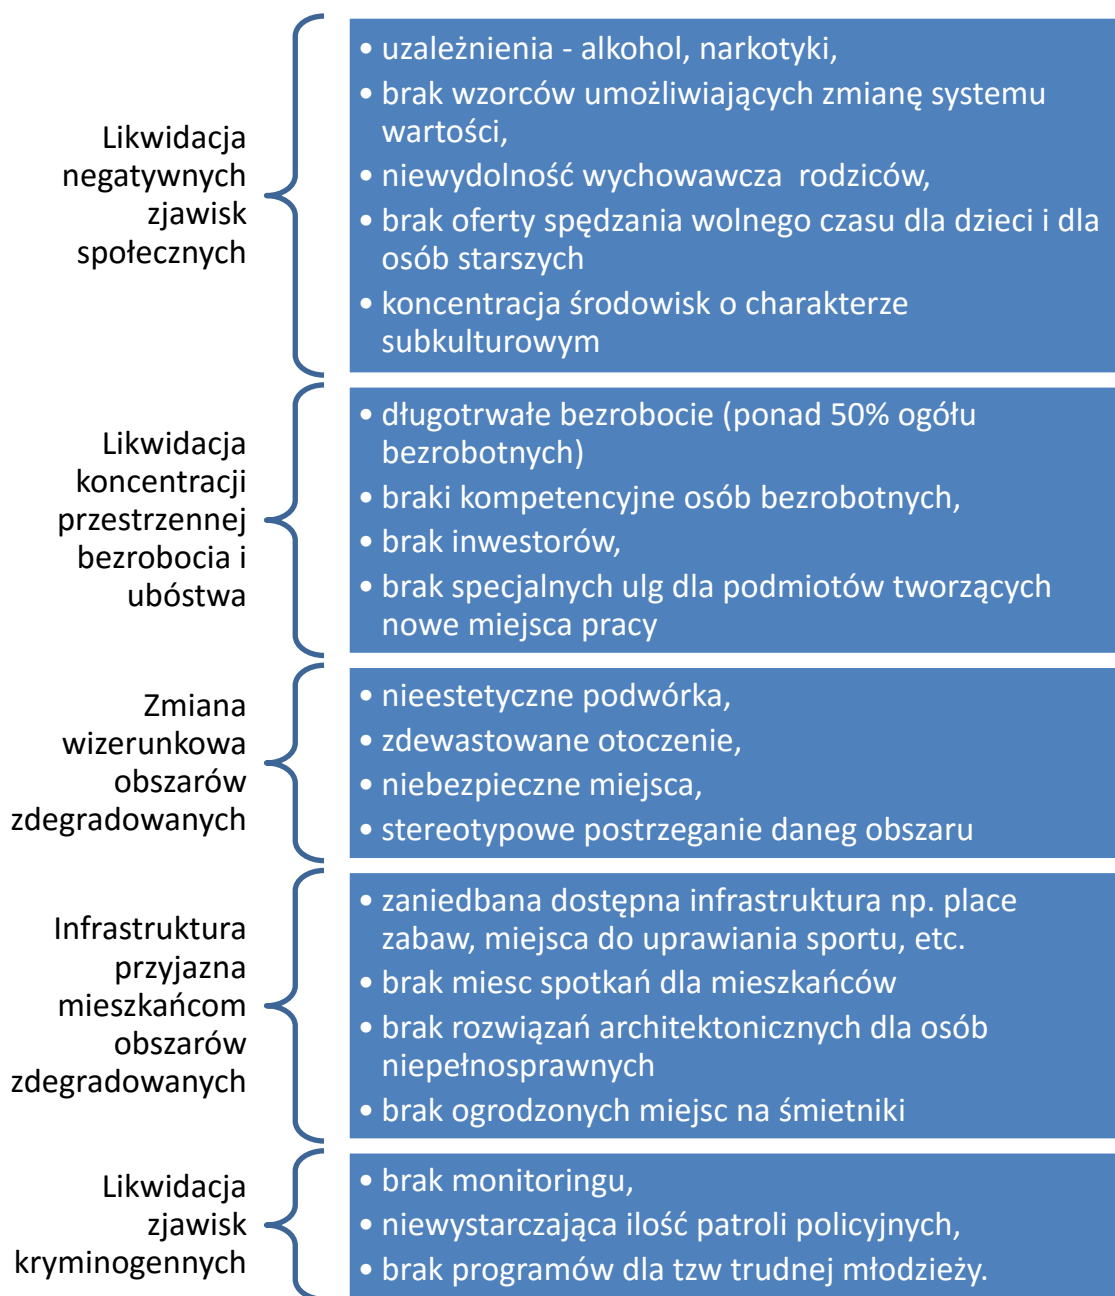 Likwidacja
negatywnych
zjawisk
społecznych
• uzależnienia - alkohol, narkotyki,
• brak wzorców umożliwiających zmianę systemu
wartości,
• niewydolność wychowawcza  rodziców,
• brak oferty spędzania wolnego czasu dla dzieci i dla
osób starszych
• koncentracja środowisk o charakterze
subkulturowym
Likwidacja
koncentracji
przestrzennej
bezrobocia i
ubóstwa
• długotrwałe bezrobocie (ponad 50% ogółu
bezrobotnych)
• braki kompetencyjne osób bezrobotnych,
• brak inwestorów,
• brak specjalnych ulg dla podmiotów tworzących
nowe miejsca pracy
Zmiana
wizerunkowa
obszarów
zdegradowanych
• nieestetyczne podwórka,
• zdewastowane otoczenie,
• niebezpieczne miejsca,
• stereotypowe postrzeganie daneg obszaru
Infrastruktura
przyjazna
mieszkańcom
obszarów
zdegradowanych
• zaniedbana dostępna infrastruktura np. place
zabaw, miejsca do uprawiania sportu, etc.
• brak miesc spotkań dla mieszkańców
• brak rozwiązań architektonicznych dla osób
niepełnosprawnych
• brak ogrodzonych miejsc na śmietniki
Likwidacja
zjawisk
kryminogennych
• brak monitoringu,
• niewystarczająca ilość patroli policyjnych,
• brak programów dla tzw trudnej młodzieży.